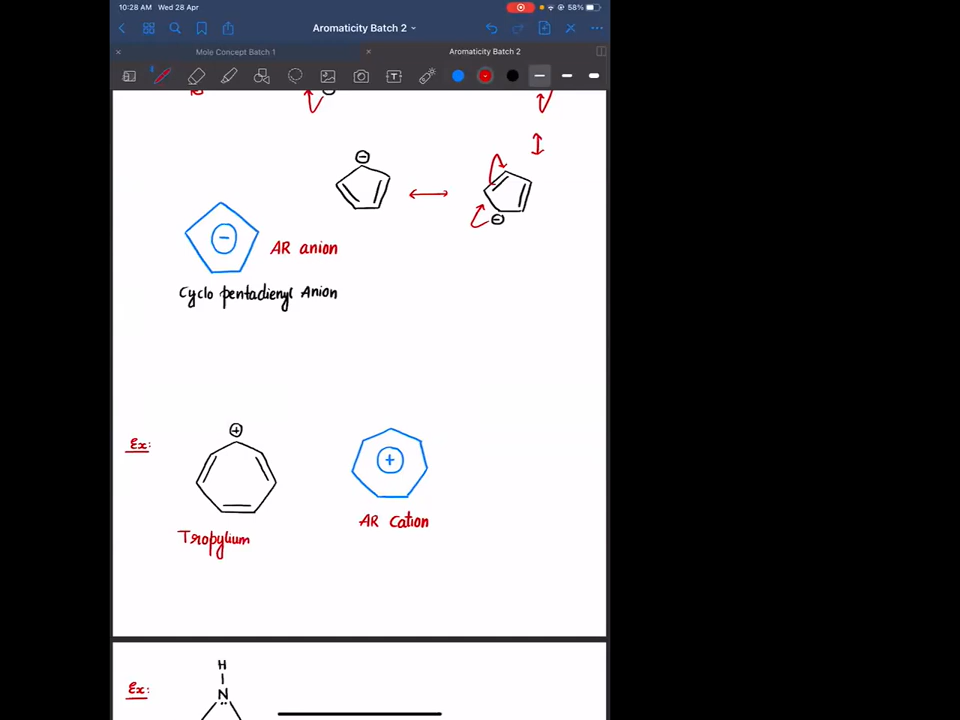 10:28 AM Wed 28 Apr
58%
Aromaticity Batch 2
Mole Concept Batch 1
Aromaticity Batch 2
AR anion
Cyclo pentadienyl Anion
Ex:
Tropylium
AR Cation
Ex:
H
N